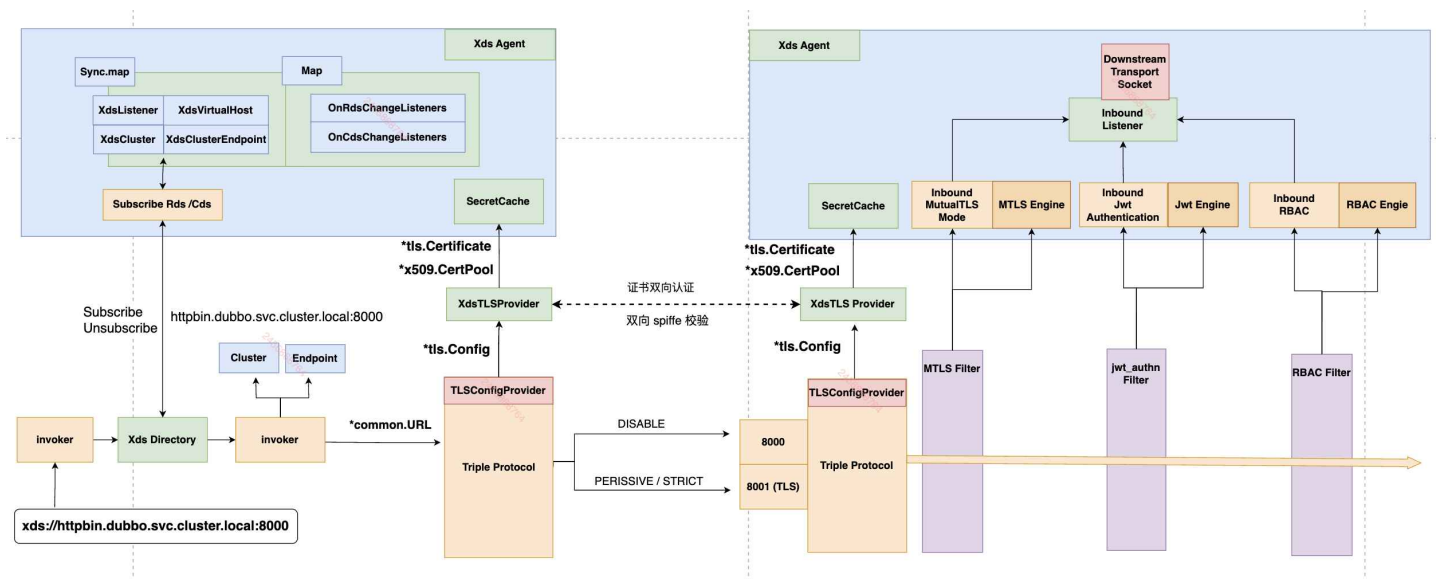 Xds Agent
Sync.map
Map
XdsListener
XdsVirtualHost
XdsCluster
XdsClusterEndpoint
OnRdsChangeListeners
OnCdsChangeListeners
Subscribe Rds /Cds
SecretCache
*tls.Certificate
*x509.CertPool
XdsTLSProvider
*tls.Config
Subscribe
Unsubscribe
httpbin.dubbo.svc.cluster.local:8000
Cluster
Endpoint
TLSConfigProvider
Triple Protocol
invoker
Xds Directory
invoker
*common.URL
xds://httpbin.dubbo.svc.cluster.local:8000
证书双向认证
双向 spiffe 校验
DISABLE
PERISSIVE / STRICT
Xds Agent
Downstream
Transport
Socket
Inbound
Listener
SecretCache
Inbound
MutualTLS
Mode
MTLS Engine
Inbound
Jwt
Authentication
Jwt Engine
Inbound
RBAC
RBAC Engie
*tls.Certificate
*x509.CertPool
XdsTLS Provider
*tls.Config
TLSConfigProvider
8000
8001 (TLS)
Triple Protocol
MTLS Filter
jwt_authn
Filter
RBAC Filter